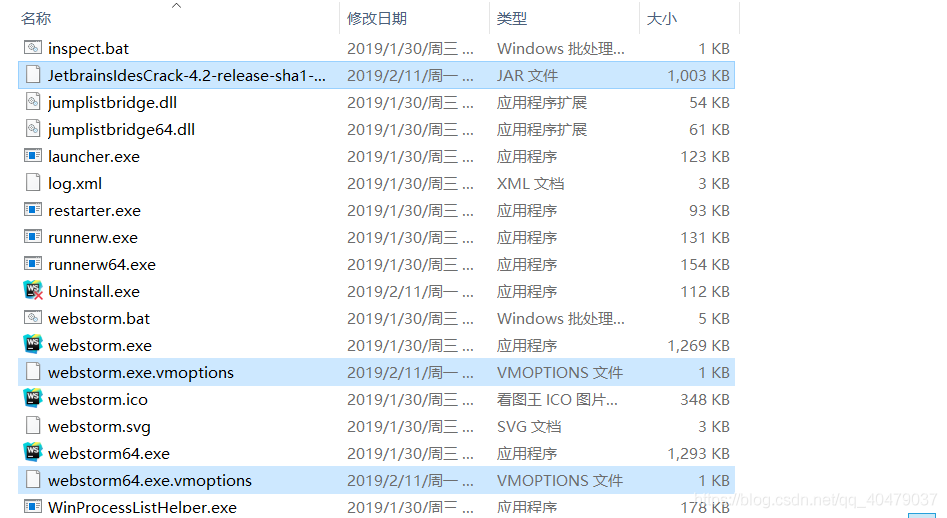 名称 修改日期 类型 大小
inspect.bat 2019/1/30/周三 ... Windows 批处理... 1 KB
JetbrainsIdesCrack-4.2-release-sha1-... 2019/2/11/周一 ... JAR 文件 1,003 KB
jumplistbridge.dll 2019/1/30/周三 ... 应用程序扩展 54 KB
jumplistbridge64.dll 2019/1/30/周三 ... 应用程序扩展 61 KB
launcher.exe 2019/1/30/周三 ... 应用程序 123 KB
log.xml 2019/1/30/周三 ... XML 文档 3 KB
restarter.exe 2019/1/30/周三 ... 应用程序 93 KB
runnerw.exe 2019/1/30/周三 ... 应用程序 131 KB
runnerw64.exe 2019/1/30/周三 ... 应用程序 154 KB
Uninstall.exe 2019/2/11/周一 ... 应用程序 112 KB
webstorm.bat 2019/1/30/周三 ... Windows 批处理... 5 KB
webstorm.exe 2019/1/30/周三 ... 应用程序 1,269 KB
webstorm.exe.vmoptions 2019/2/11/周一 ... VMOPTIONS 文件 1 KB
webstorm.ico 2019/1/30/周三 ... 看图王 ICO 图片... 348 KB
webstorm.svg 2019/1/30/周三 ... SVG 文档 3 KB
webstorm64.exe 2019/1/30/周三 ... 应用程序 1,293 KB
webstorm64.exe.vmoptions 2019/2/11/周一 ... VMOPTIONS 文件 1 KB
WinProcessListHelper.exe 2019/1/30/周三 ... 应用程序 178 KB
https://blog.csdn.net/qq_40479037